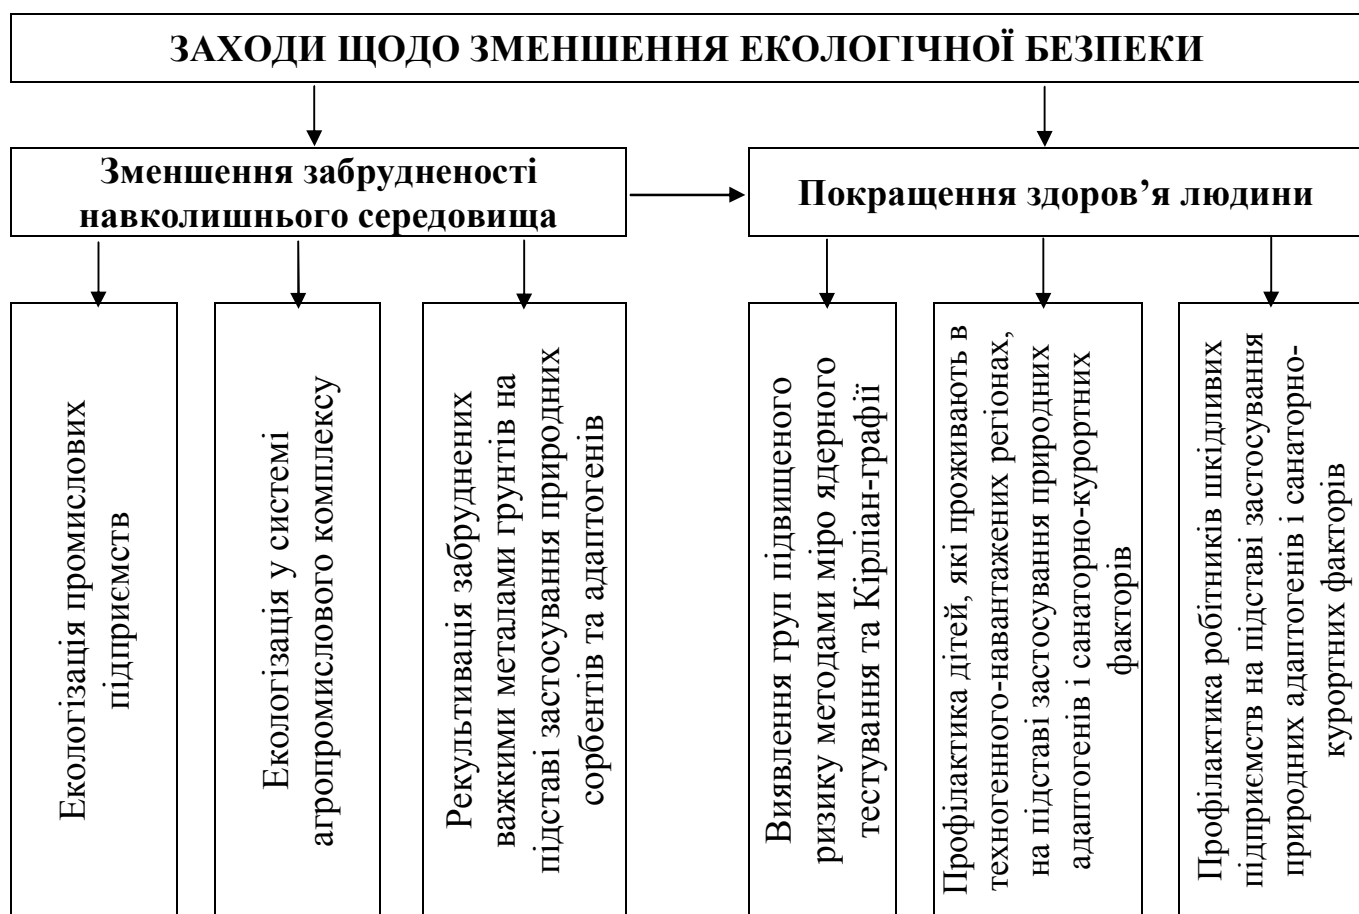 ЗАХОДИ ЩОДО ЗМЕНШЕННЯ ЕКОЛОГІЧНОЇ БЕЗПЕКИ
Зменшення забрудненості
навколишнього середовища
Покращення здоров’я людини
Екологізація промислових
підприємств
Екологізація у системі
агропромислового комплексу
Рекультивація забруднених
важкими металами грунтів на
підставі застосування природних
сорбентів та адаптогенів
Виявлення груп підвищеного
ризику методами міро ядерного
тестування та Кірліан-графії
Профілактика дітей, які проживають в
техногенного-навантажених регіонах,
на підставі застосування природних
адаптогенів і санаторно-курортних
факторів
Профілактика робітників шкідливих
підприємств на підставі застосування
природних адаптогенів і санаторно-
курортних факторів